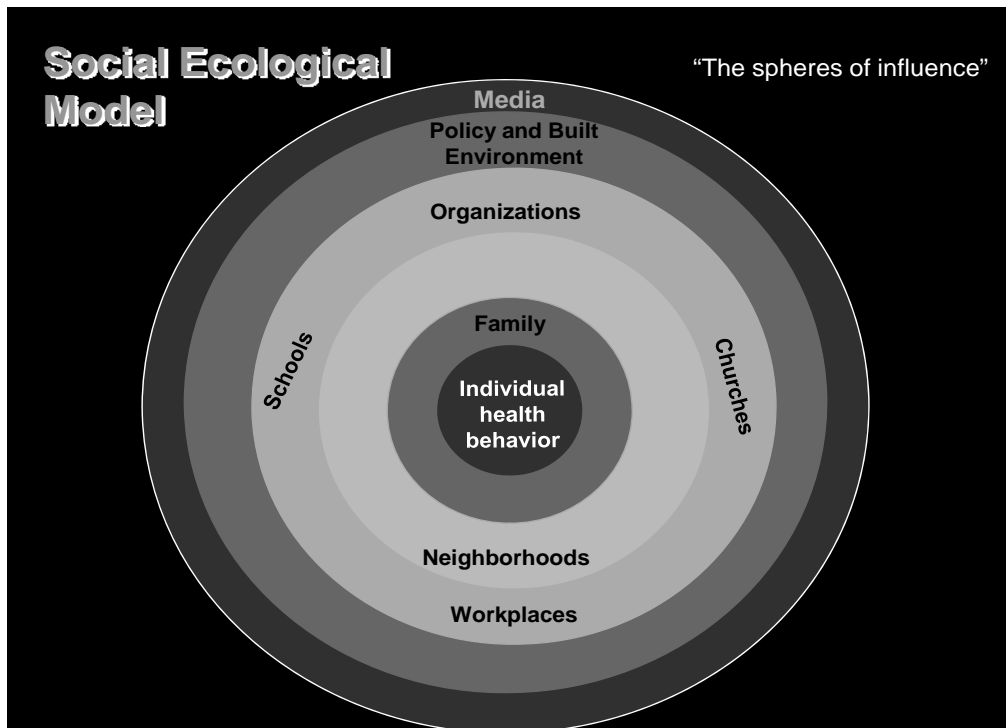 Social Ecological
Model
“The spheres of influence”
Media
Policy and Built
Environment
Organizations
Schools
Churches
Family
Individual
health
behavior
Neighborhoods
Workplaces